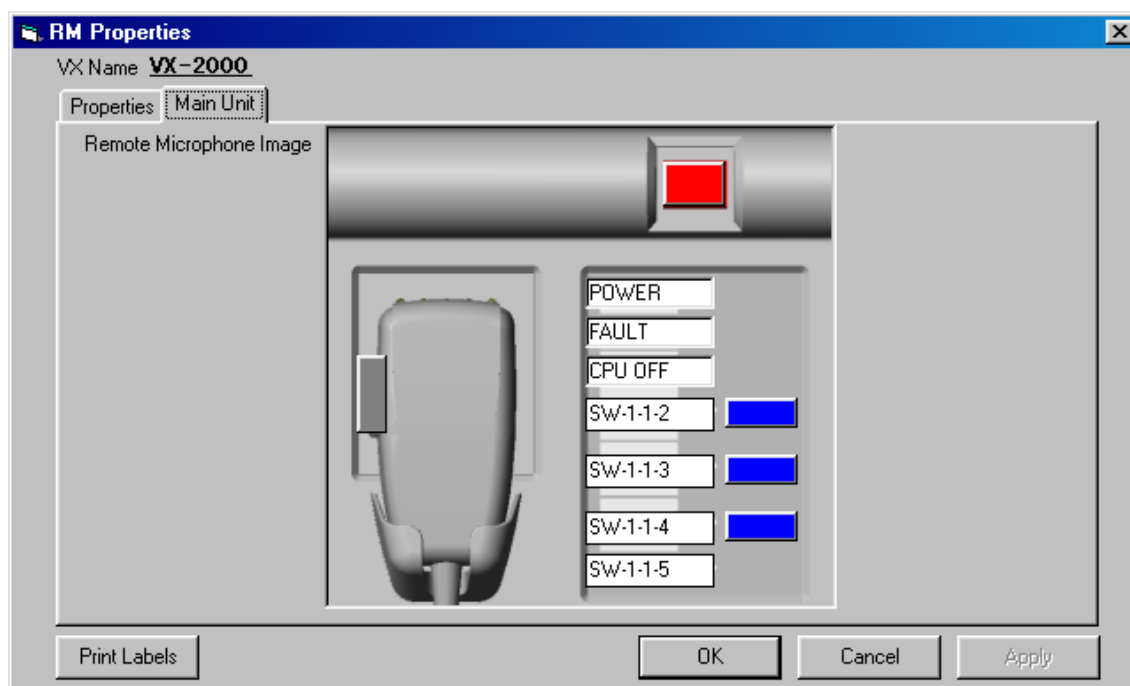 RM Properties
VX Name VX-2000
Properties Main Unit
Remote Microphone Image
POWER
FAULT
CPU OFF
SW-1-1-2
SW-1-1-3
SW-1-1-4
SW-1-1-5
Print Labels OK Cancel Apply